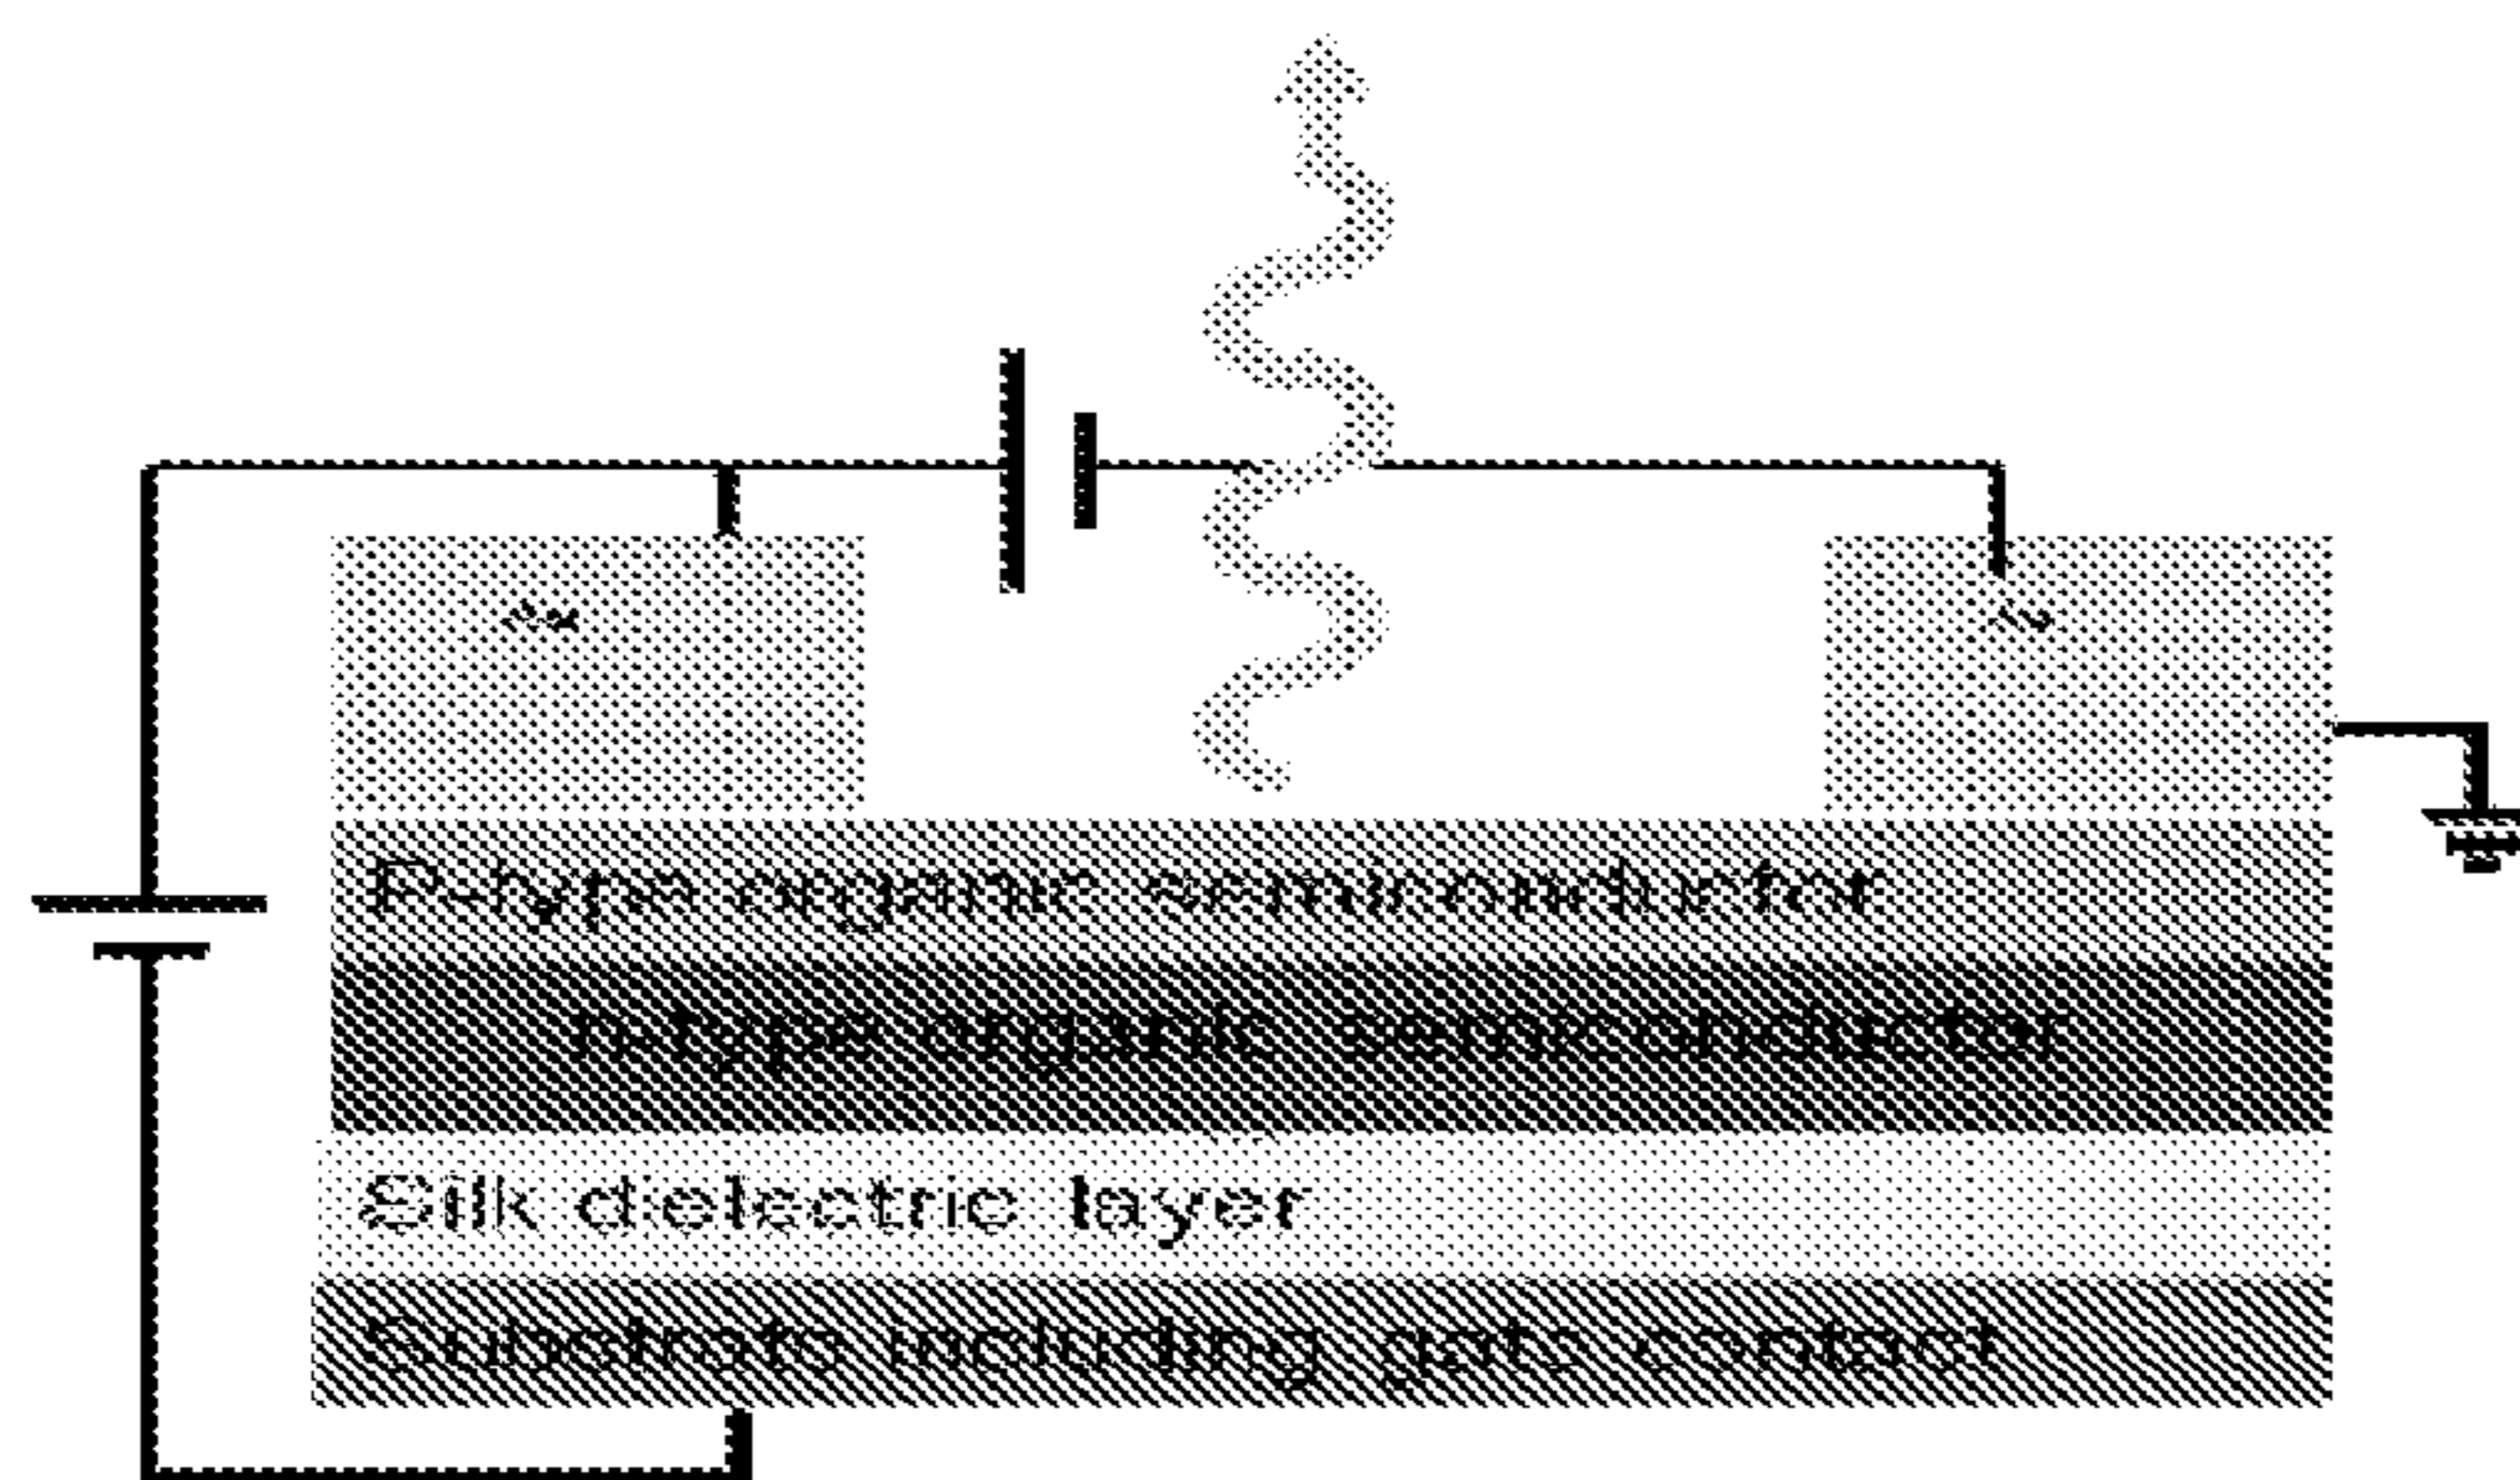 P-type organic semiconductor
n-type organic semiconductor
Silk dielectric layer
Substrate including gate contact